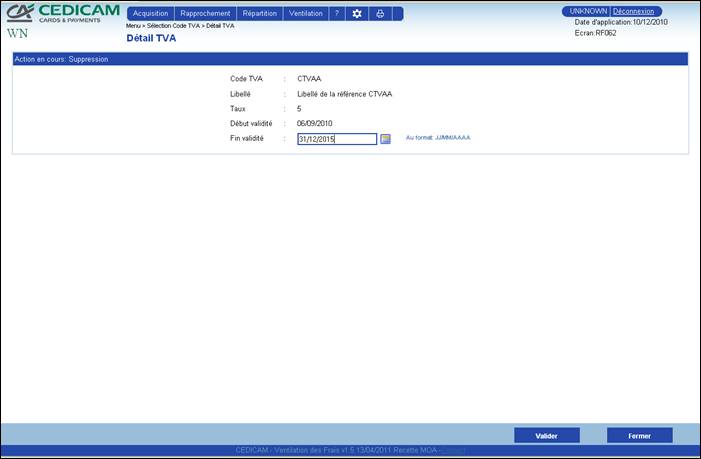 CA CEDICAM
CARDS & PAYMENTS
WN
Acquisition Rapprochement Répartition Ventilation ?
Menu > Sélection Code TVA > Détail TVA
Détail TVA
UNKNOWN Déconnexion
Date d'application:10/12/2010
Ecran:RF062
Action en cours: Suppression
Code TVA : CTVAA
Libellé : Libellé de la référence CTVAA
Taux : 5
Début validité : 06/09/2010
Fin validité : 31/12/2015 Au format: JJ/MM/AAAA
Valider Fermer
CEDICAM - Ventilation des Frais v1.5 13/04/2011 Recette MOA -